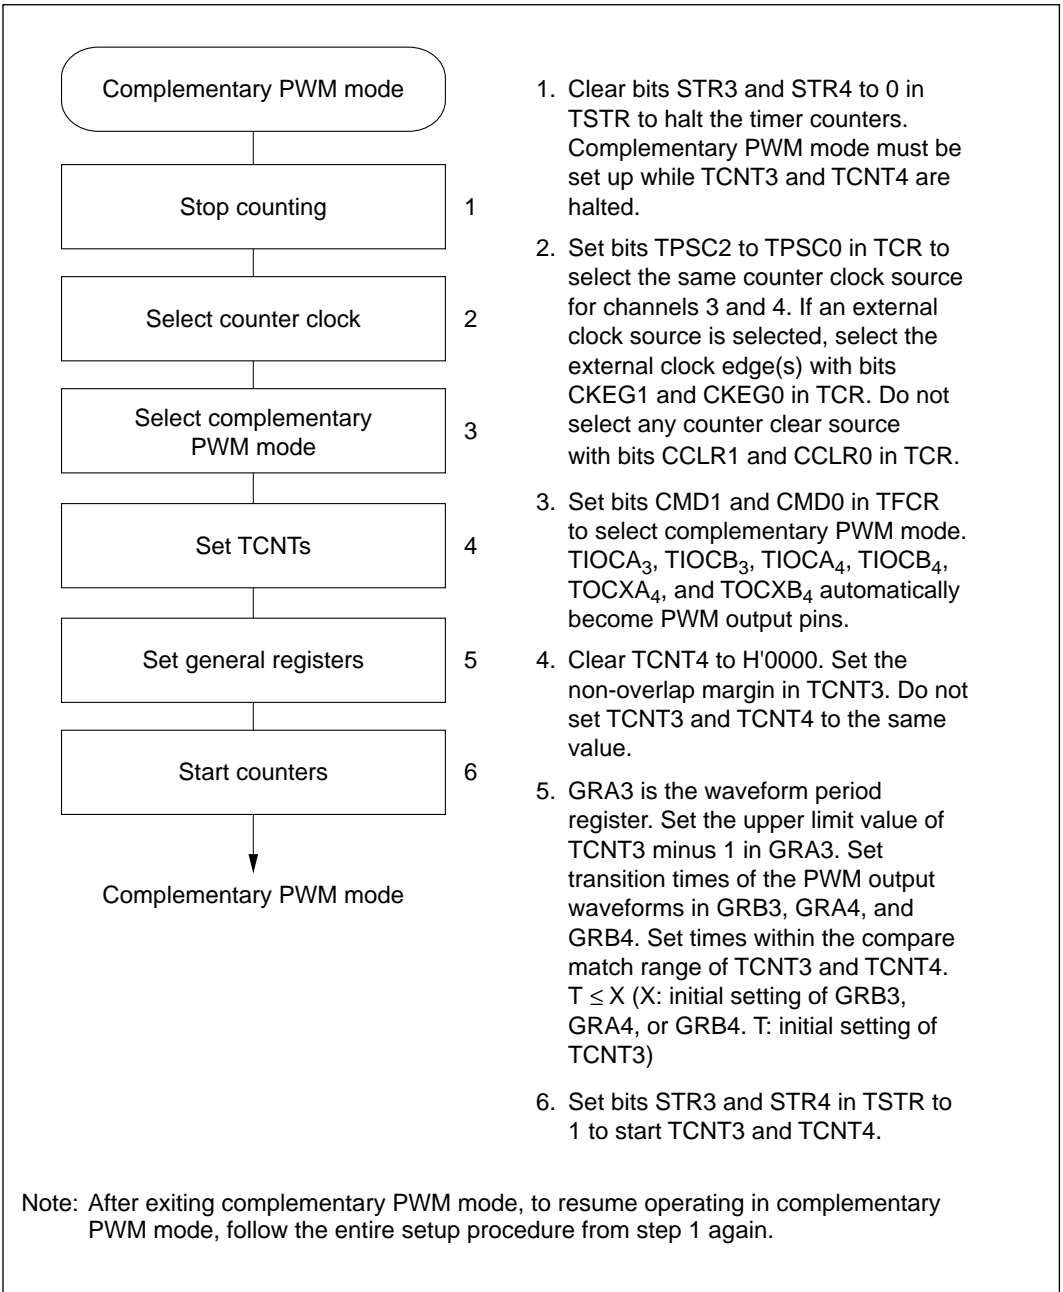 Complementary PWM mode
Stop counting
1
Select counter clock
2
Select complementary
PWM mode
3
Set TCNTs
4
Set general registers
5
Start counters
6
Complementary PWM mode
1. Clear bits STR3 and STR4 to 0 in
TSTR to halt the timer counters.
Complementary PWM mode must be
set up while TCNT3 and TCNT4 are
halted.
2. Set bits TPSC2 to TPSC0 in TCR to
select the same counter clock source
for channels 3 and 4. If an external
clock source is selected, select the
external clock edge(s) with bits
CKEG1 and CKEG0 in TCR. Do not
select any counter clear source
with bits CCLR1 and CCLR0 in TCR.
3. Set bits CMD1 and CMD0 in TFCR
to select complementary PWM mode.
TIOCA3, TIOCB3, TIOCA4, TIOCB4,
TOCXA4, and TOCXB4 automatically
become PWM output pins.
4. Clear TCNT4 to H'0000. Set the
non-overlap margin in TCNT3. Do not
set TCNT3 and TCNT4 to the same
value.
5. GRA3 is the waveform period
register. Set the upper limit value of
TCNT3 minus 1 in GRA3. Set
transition times of the PWM output
waveforms in GRB3, GRA4, and
GRB4. Set times within the compare
match range of TCNT3 and TCNT4.
T ≤ X (X: initial setting of GRB3,
GRA4, or GRB4. T: initial setting of
TCNT3)
6. Set bits STR3 and STR4 in TSTR to
1 to start TCNT3 and TCNT4.
Note: After exiting complementary PWM mode, to resume operating in complementary
PWM mode, follow the entire setup procedure from step 1 again.